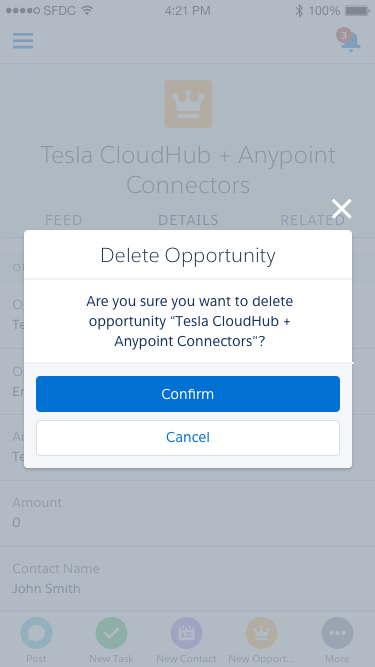 SFDC 4:21 PM 100%
3
Tesla CloudHub + Anypoint
Connectors
FEED DETAILS RELATED
Delete Opportunity
Are you sure you want to delete
opportunity “Tesla CloudHub +
Anypoint Connectors”?
Confirm
Cancel
Amount
0
Contact Name
John Smith
Post New Task New Contact New Opport... More